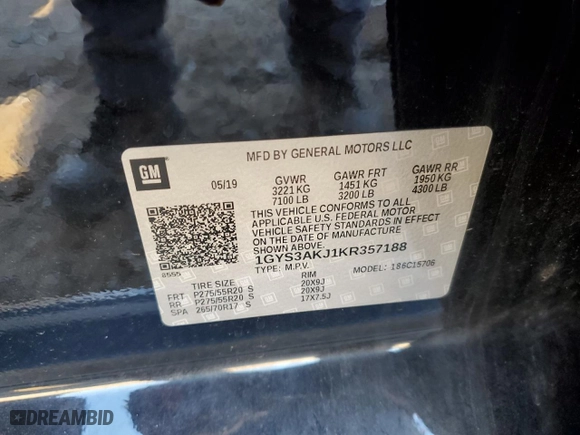 MFD BY GENERAL MOTORS LLC
GM
05/19
GVWR
3221 KG
7100 LB
GAWR FRT
1451 KG
3200 LB
GAWR RR
1950 KG
4300 LB
THIS VEHICLE CONFORMS TO ALL
APPLICABLE U.S. FEDERAL MOTOR
VEHICLE SAFETY STANDARDS IN EFFECT
ON THE DATE OF MANUFACTURE
SHOWN ABOVE.
1GYS3AKJ1KR357188
8555
TYPE: M.P.V. MODEL: 186C15706
TIRE SIZE RIM
FRT P275/55R20 S 20X9J
RR P275/55R20 S 20X9J
SPA 265/70R17 S 17X7.5J
DREAMBID